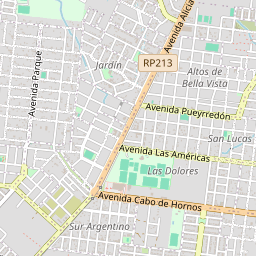 Avenida Alicia
Jardín
RP213
Altos de
Bella Vista
Avenida Parque
Avenida Pueyrredón
San Lucas
Avenida Las Américas
Las Dolores
Avenida Cabo de Hornos
Sur Argentino